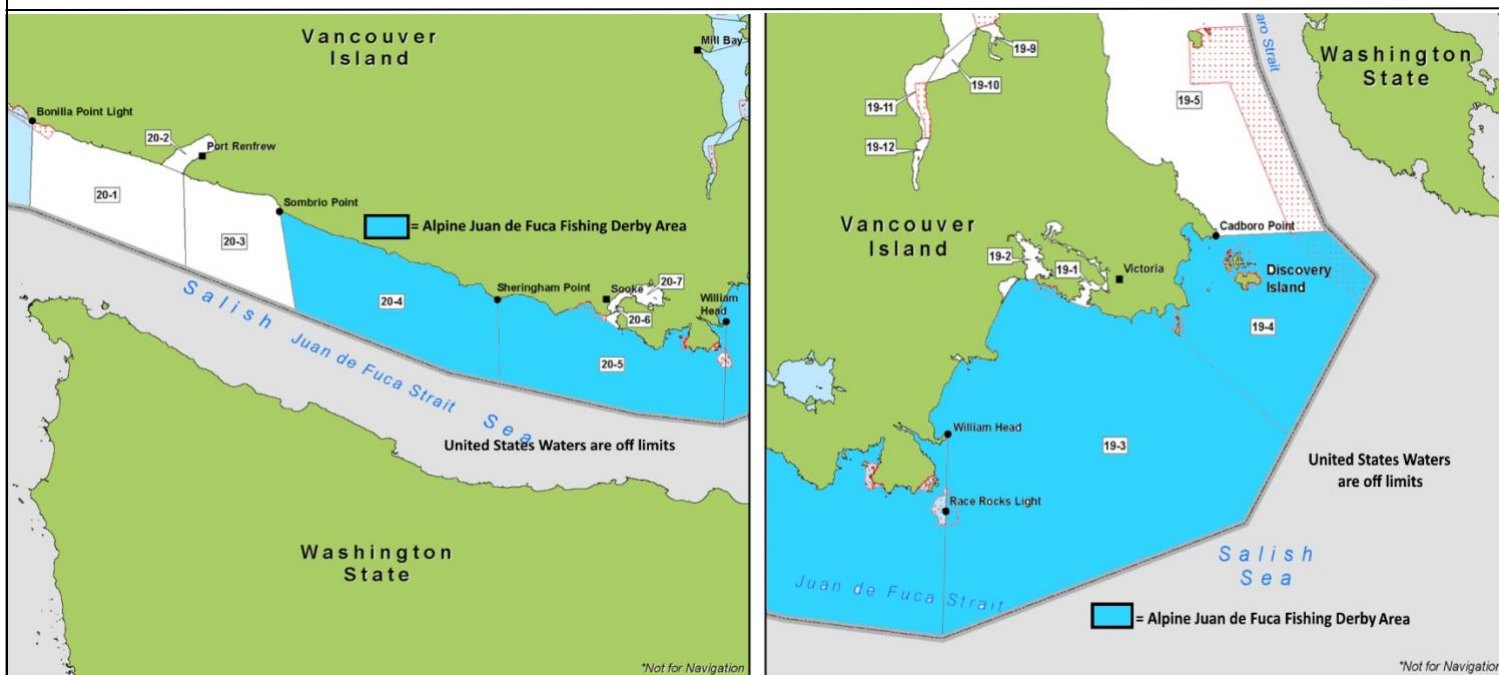 Vancouver
Island
Mill Bay
Bonilla Point Light
20-2
Port Renfrew
20-1
Sombrio Point
= Alpine Juan de Fuca Fishing Derby Area
20-3
Sheringham Point
Sooke
20-7
William
Head
20-4
20-6
20-5
Salish Sea
Juan de Fuca Strait
United States Waters are off limits
Washington
State
*Not for Navigation
19-9
19-10
19-11
19-12
19-5
aro Strait
Washington
State
Vancouver
Island
Cadboro Point
19-2
19-1
Victoria
Discovery
Island
19-4
William Head
19-3
United States Waters
are off limits
Race Rocks Light
Salish
Sea
Juan de Fuca Strait
= Alpine Juan de Fuca Fishing Derby Area
*Not for Navigation